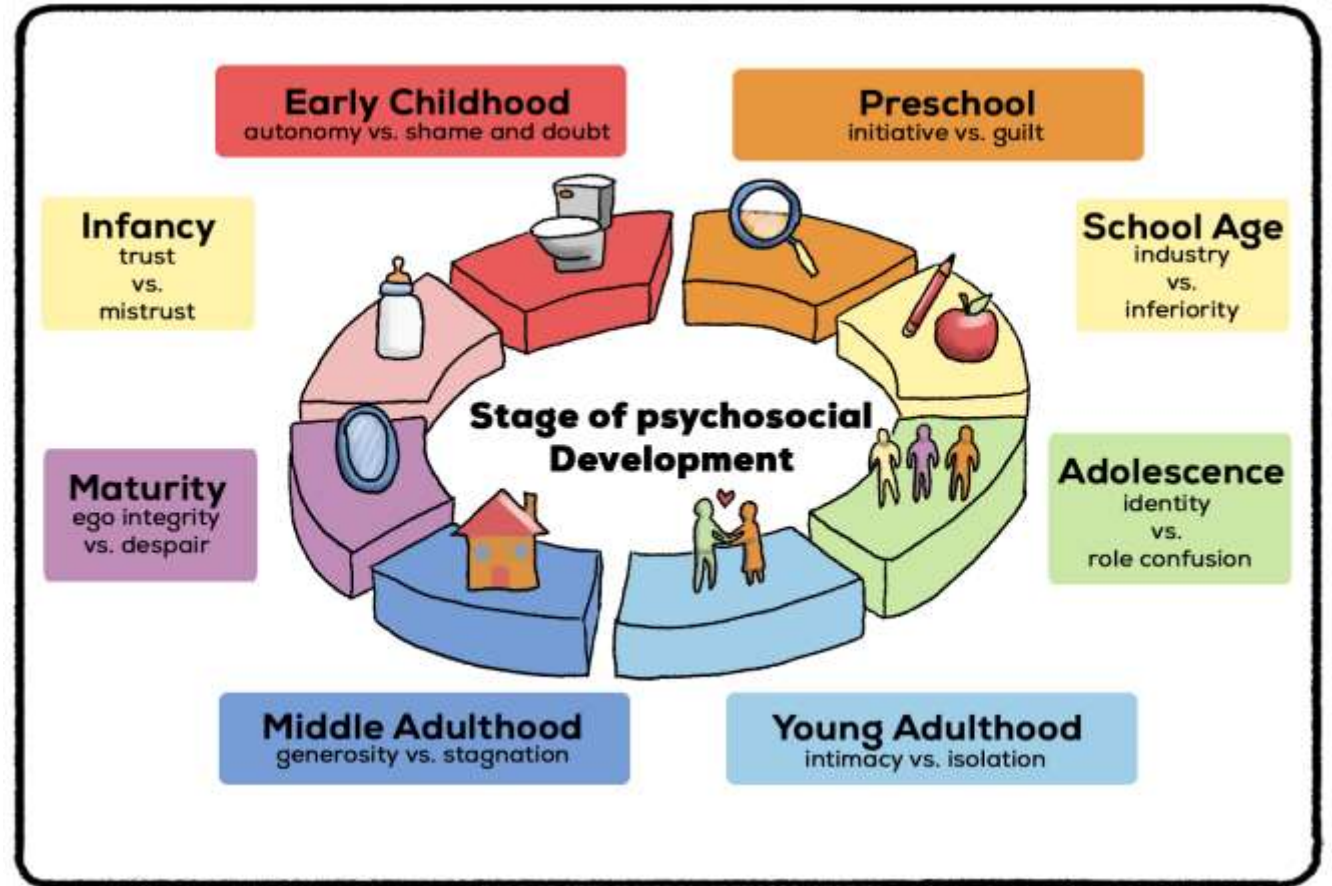 Early Childhood
autonomy vs. shame and doubt
Preschool
initiative vs. guilt
Infancy
trust
vs.
mistrust
School Age
industry
vs.
inferiority
Stage of psychosocial
Development
Maturity
ego integrity
vs. despair
Adolescence
identity
vs.
role confusion
Middle Adulthood
generosity vs. stagnation
Young Adulthood
intimacy vs. isolation